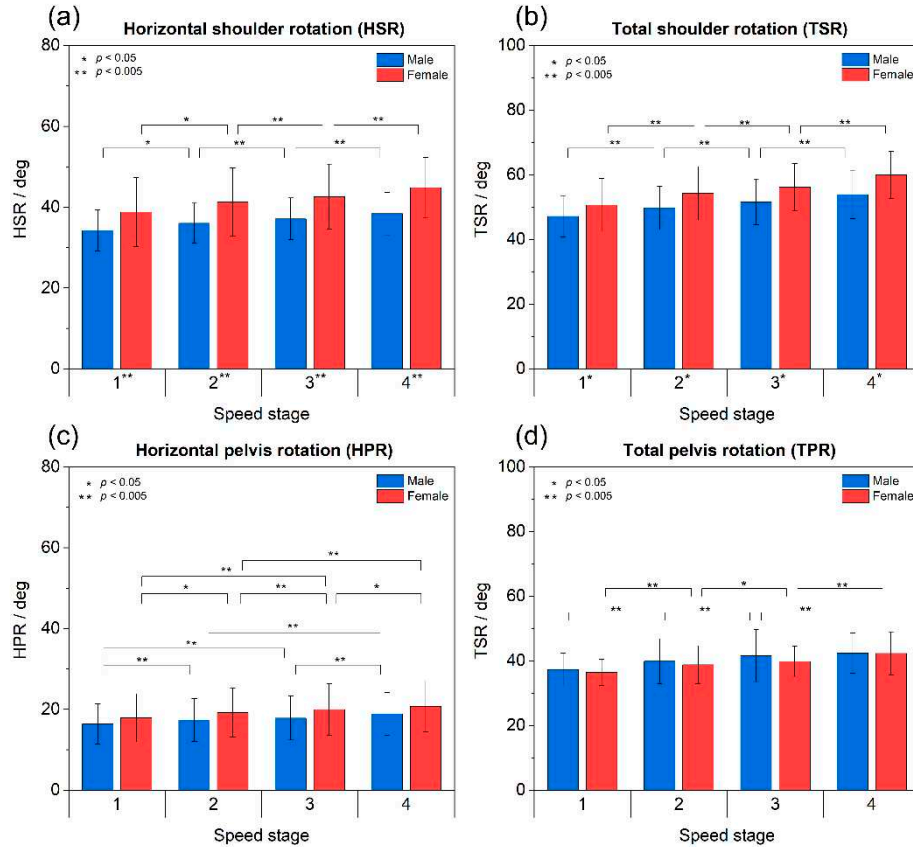 (a)
Horizontal shoulder rotation (HSR)
* p < 0.05
** p < 0.005
Male
Female
80
60
40
20
0
HSR / deg
* ** **
* ** **
1** 2** 3** 4**
Speed stage
(b)
Total shoulder rotation (TSR)
* p < 0.05
** p < 0.005
Male
Female
100
80
60
40
20
0
TSR / deg
** ** **
** ** **
1* 2* 3* 4*
Speed stage
(c)
Horizontal pelvis rotation (HPR)
* p < 0.05
** p < 0.005
Male
Female
80
60
40
20
0
HPR / deg
**
**
* ** *
**
**
** **
1 2 3 4
Speed stage
(d)
Total pelvis rotation (TPR)
* p < 0.05
** p < 0.005
Male
Female
100
80
60
40
20
0
TSR / deg
** * **
** ** **
1 2 3 4
Speed stage